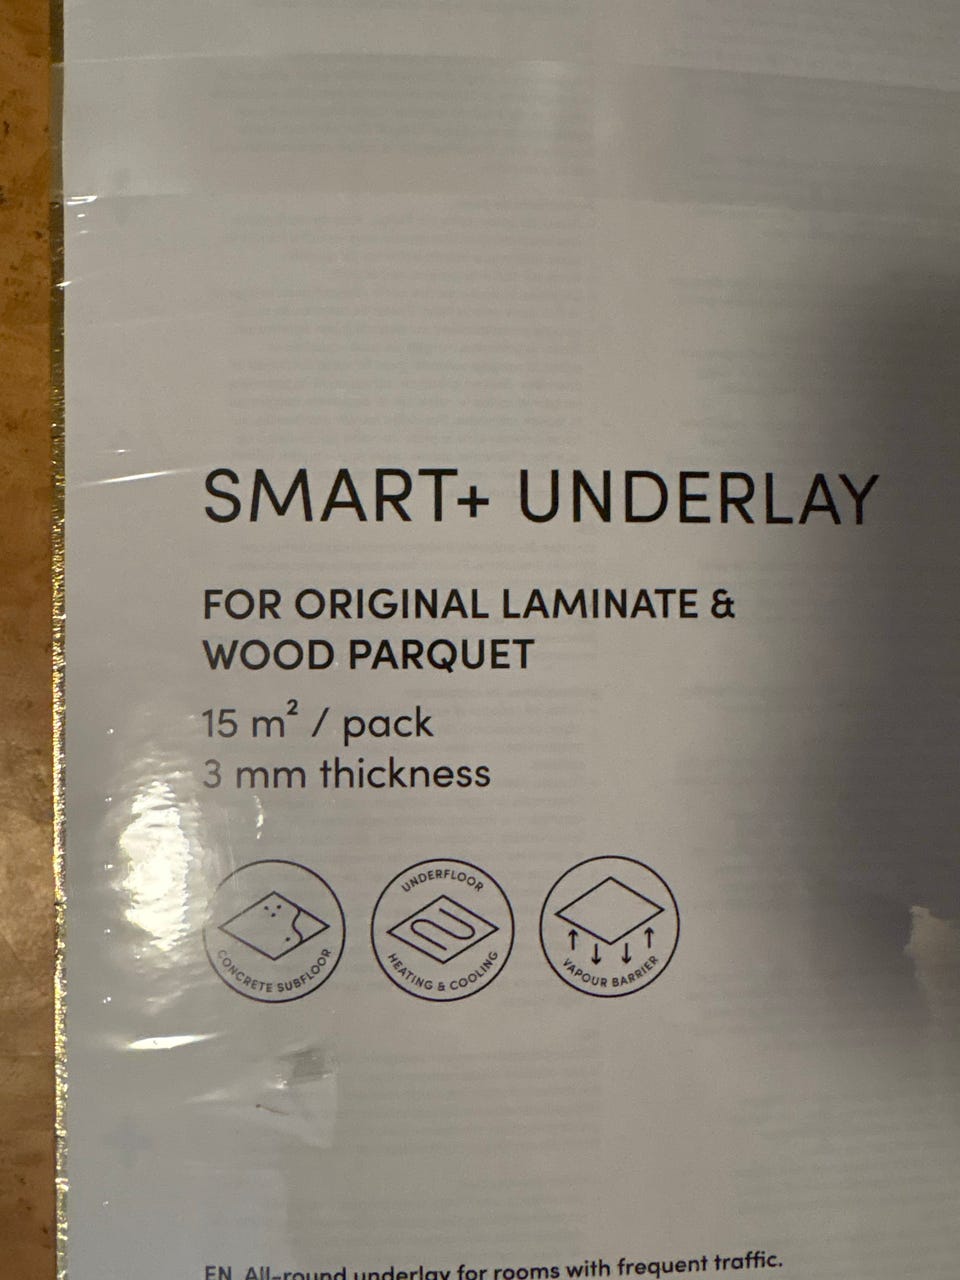 SMART+ UNDERLAY
FOR ORIGINAL LAMINATE &
WOOD PARQUET
15 m² / pack
3 mm thickness
CONCRETE SUBFLOOR
UNDERFLOOR
HEATING & COOLING
VAPOUR BARRIER
EN All-round underlay for rooms with frequent traffic.